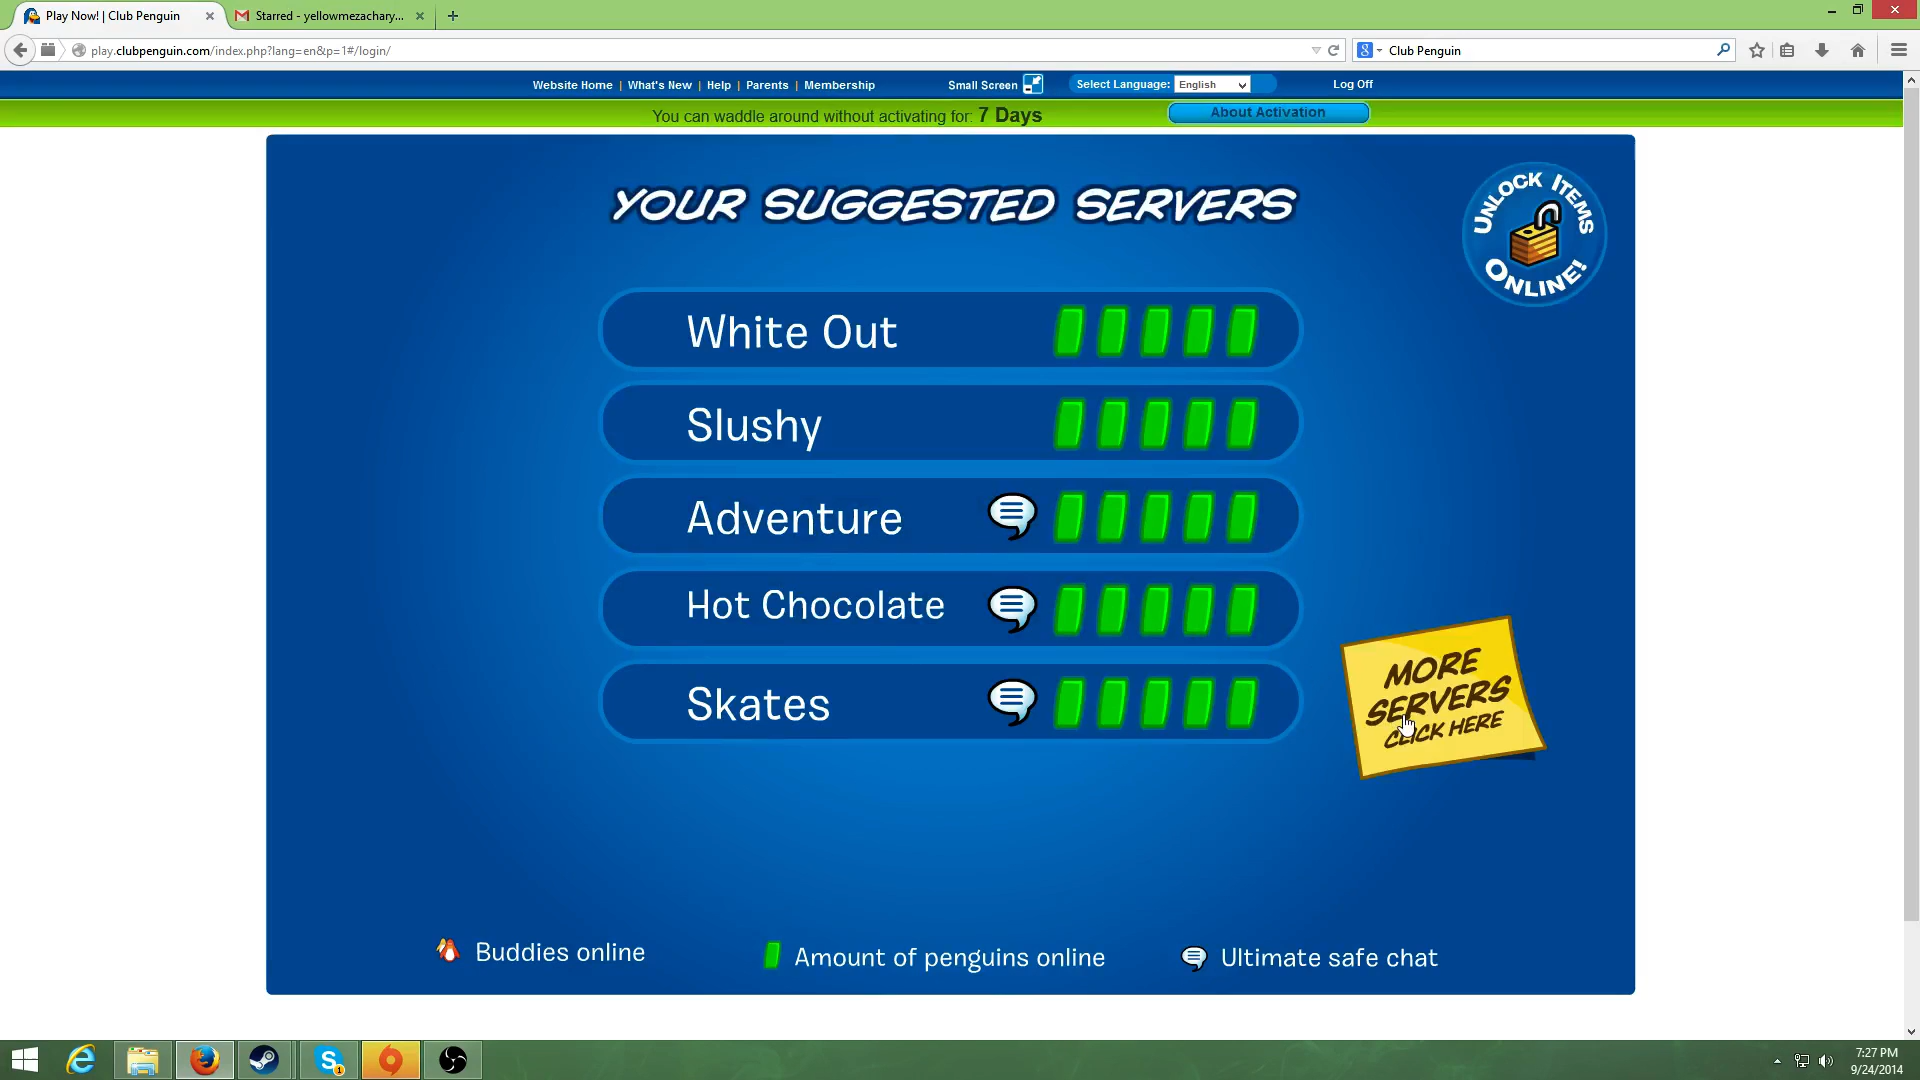 Play Now! | Club Penguin
Starred - yellowmezachary...
play.clubpenguin.com/index.php?lang=en&p=1#/login/
Club Penguin
Website Home | What's New | Help | Parents | Membership
Small Screen
Select Language: English
Log Off
You can waddle around without activating for: 7 Days
About Activation
YOUR SUGGESTED SERVERS
UNLOCK ITEMS
ONLINE!
White Out
Slushy
Adventure
Hot Chocolate
Skates
MORE
SERVERS
CLICK HERE
Buddies online
Amount of penguins online
Ultimate safe chat
7:27 PM
9/24/2014